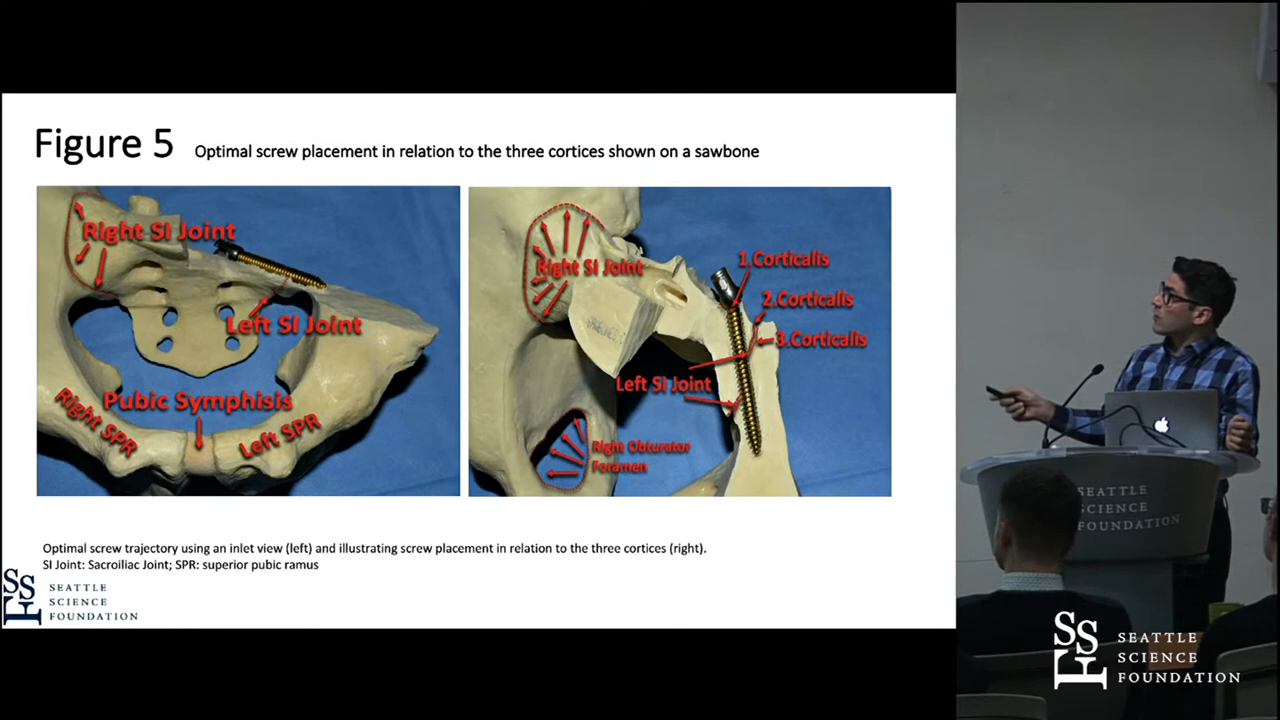 Figure 5 Optimal screw placement in relation to the three cortices shown on a sawbone
Right SI Joint
Left SI Joint
Pubic Symphisis
Right SPR
Left SPR
Right SI Joint
1.Corticalis
2.Corticalis
3.Corticalis
Left SI Joint
Right Obturator
Foramen
Optimal screw trajectory using an inlet view (left) and illustrating screw placement in relation to the three cortices (right).
SI Joint: Sacroiliac Joint; SPR: superior pubic ramus
SSF
SEATTLE
SCIENCE
FOUNDATION
SEATTLE
SCIENCE
FOUNDATION
SSF
SEATTLE
SCIENCE
FOUNDATION